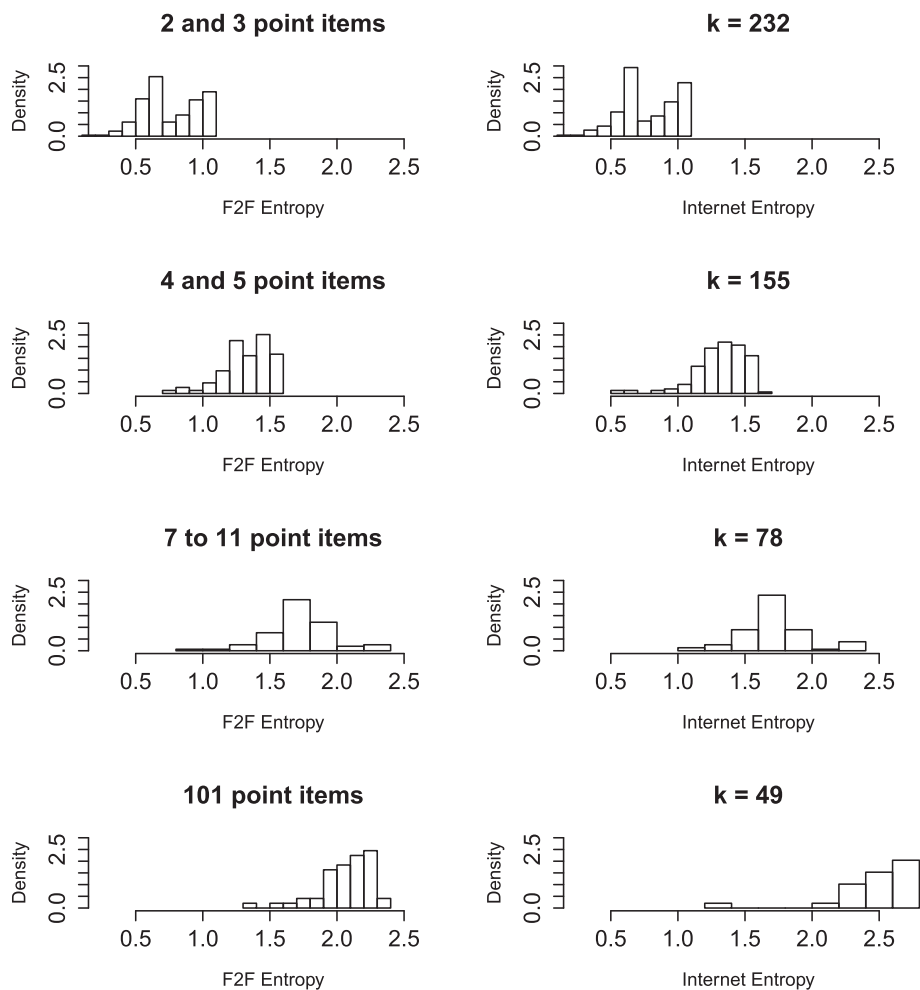 2 and 3 point items
k = 232
Density
0.0 2.5
0.5 1.0 1.5 2.0 2.5
F2F Entropy
Density
0.0 2.5
0.5 1.0 1.5 2.0 2.5
Internet Entropy
4 and 5 point items
k = 155
Density
0.0 2.5
0.5 1.0 1.5 2.0 2.5
F2F Entropy
Density
0.0 2.5
0.5 1.0 1.5 2.0 2.5
Internet Entropy
7 to 11 point items
k = 78
Density
0.0 2.5
0.5 1.0 1.5 2.0 2.5
F2F Entropy
Density
0.0 2.5
0.5 1.0 1.5 2.0 2.5
Internet Entropy
101 point items
k = 49
Density
0.0 2.5
0.5 1.0 1.5 2.0 2.5
F2F Entropy
Density
0.0 2.5
0.5 1.0 1.5 2.0 2.5
Internet Entropy